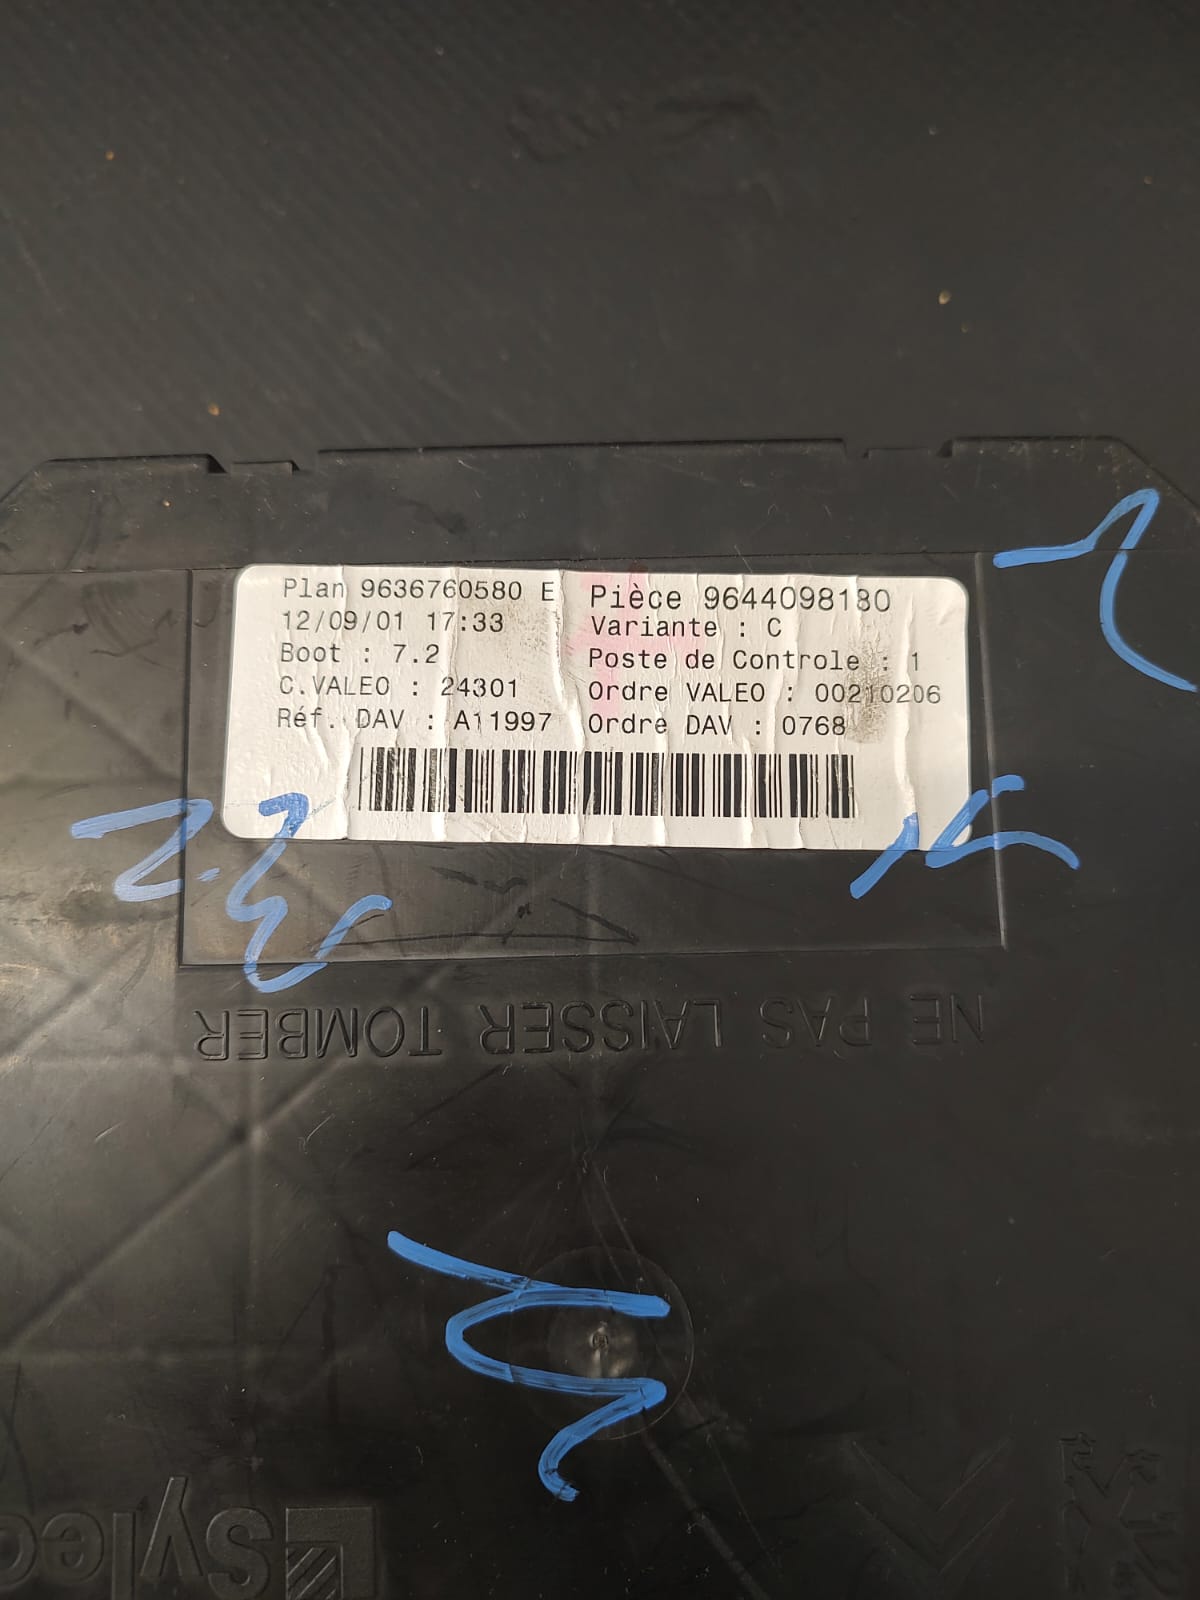 Plan 9636760580 E
12/09/01 17:33
Boot : 7.2
C.VALEO : 24301
Réf. DAV : A11997
Pièce 9644098180
Variante : C
Poste de Controle : 1
Ordre VALEO : 00210206
Ordre DAV : 0768
NE PAS LAISSER TOMBER